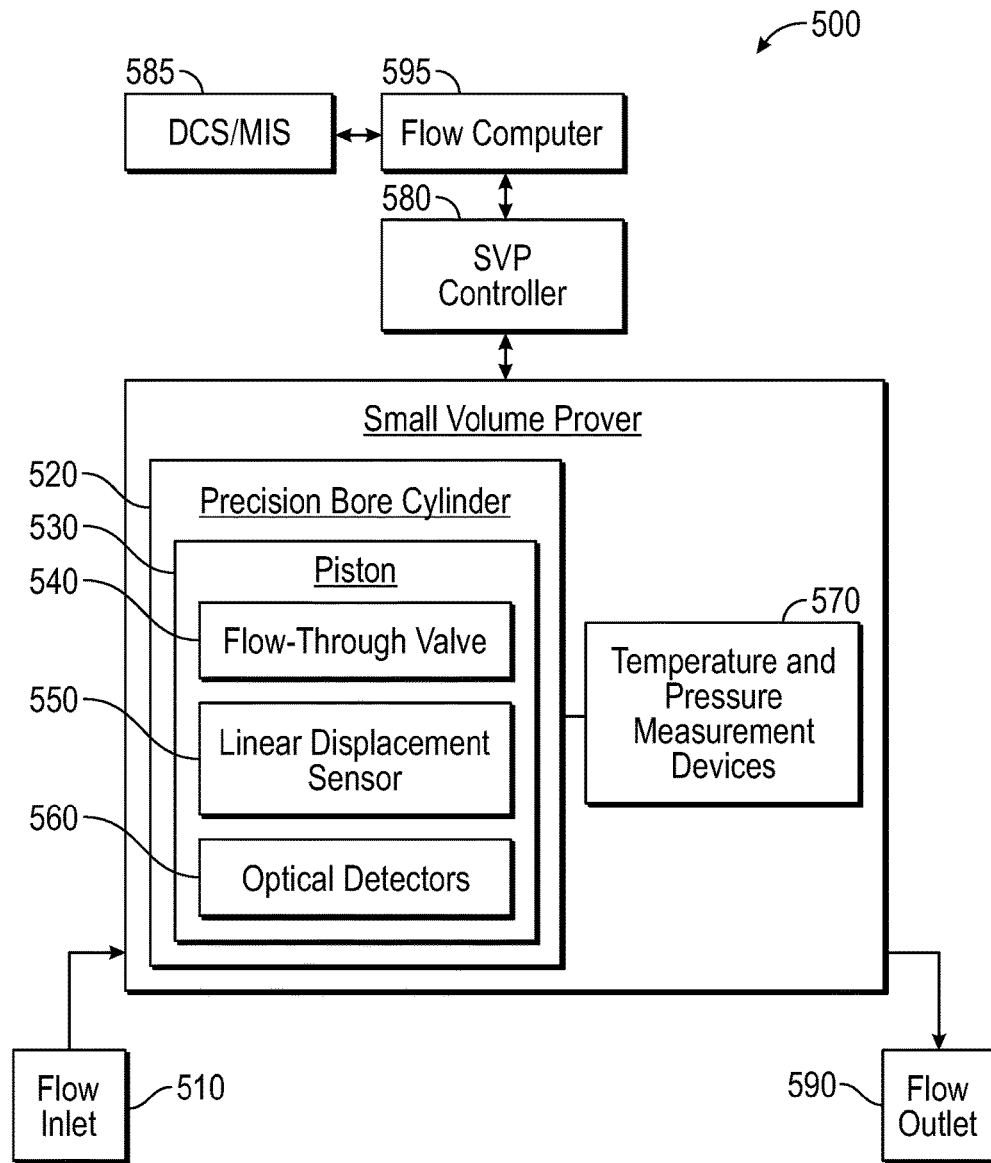 500
585
595
DCS/MIS
Flow Computer
580
SVP
Controller
Small Volume Prover
520
Precision Bore Cylinder
530
Piston
540
Flow-Through Valve
570
Temperature and
Pressure
Measurement
Devices
550
Linear Displacement
Sensor
560
Optical Detectors
Flow
Inlet
510
590
Flow
Outlet